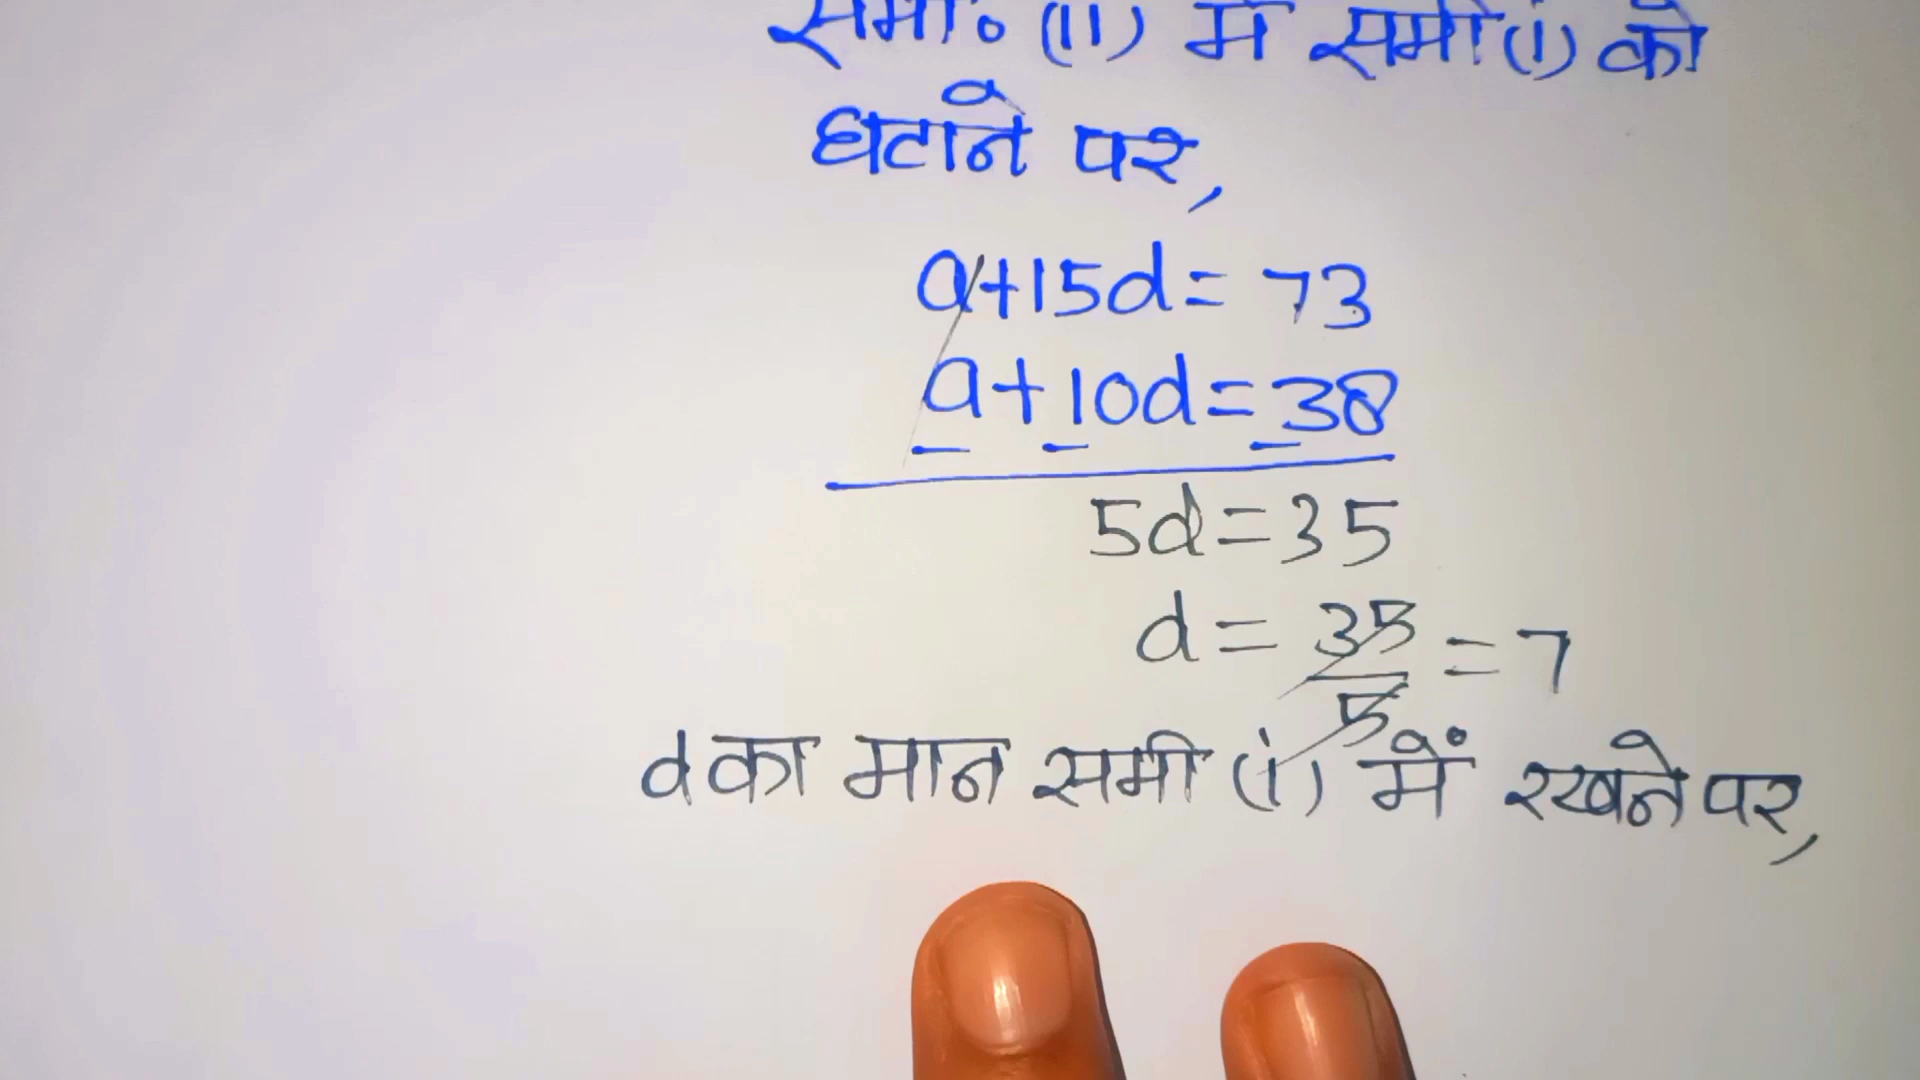 समी० (II) में समी (i) को
घटाने पर,
a+15d= 73
a+10d=38
- - -
5d=35
d= 35/5 =7
d का मान समी (i) में रखने पर,